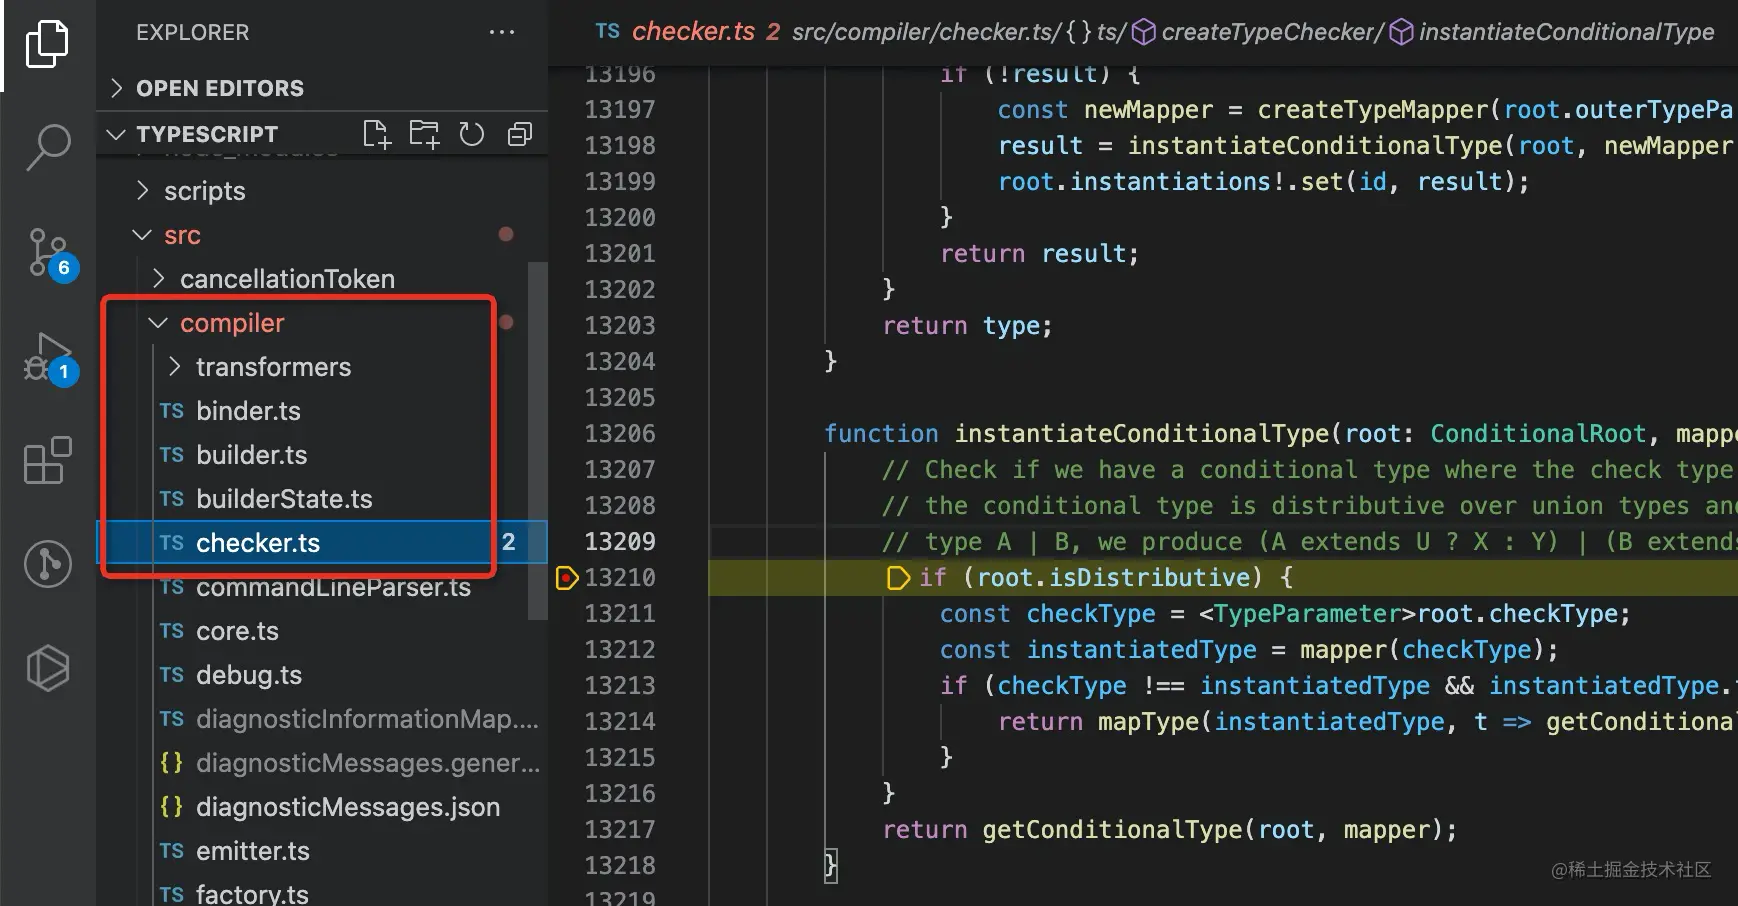 EXPLORER
OPEN EDITORS
TYPESCRIPT
node_modules
scripts
src
cancellationToken
compiler
transformers
TS binder.ts
TS builder.ts
TS builderState.ts
TS checker.ts 2
TS commandLineParser.ts
TS core.ts
TS debug.ts
TS diagnosticInformationMap....
{} diagnosticMessages.gener...
{} diagnosticMessages.json
TS emitter.ts
TS factory.ts
6
1
TS checker.ts 2 src/compiler/checker.ts/{} ts/ createTypeChecker/ instantiateConditionalType
13196 if (!result) {
13197 const newMapper = createTypeMapper(root.outerTypePa
13198 result = instantiateConditionalType(root, newMapper
13199 root.instantiations!.set(id, result);
13200 }
13201 return result;
13202 }
13203 return type;
13204 }
13205
13206 function instantiateConditionalType(root: ConditionalRoot, mappe
13207 // Check if we have a conditional type where the check type
13208 // the conditional type is distributive over union types and
13209 // type A | B, we produce (A extends U ? X : Y) | (B extends
13210 if (root.isDistributive) {
13211 const checkType = <TypeParameter>root.checkType;
13212 const instantiatedType = mapper(checkType);
13213 if (checkType !== instantiatedType && instantiatedType.
13214 return mapType(instantiatedType, t => getConditiona
13215 }
13216 }
13217 return getConditionalType(root, mapper);
13218 }
13219
@稀土掘金技术社区